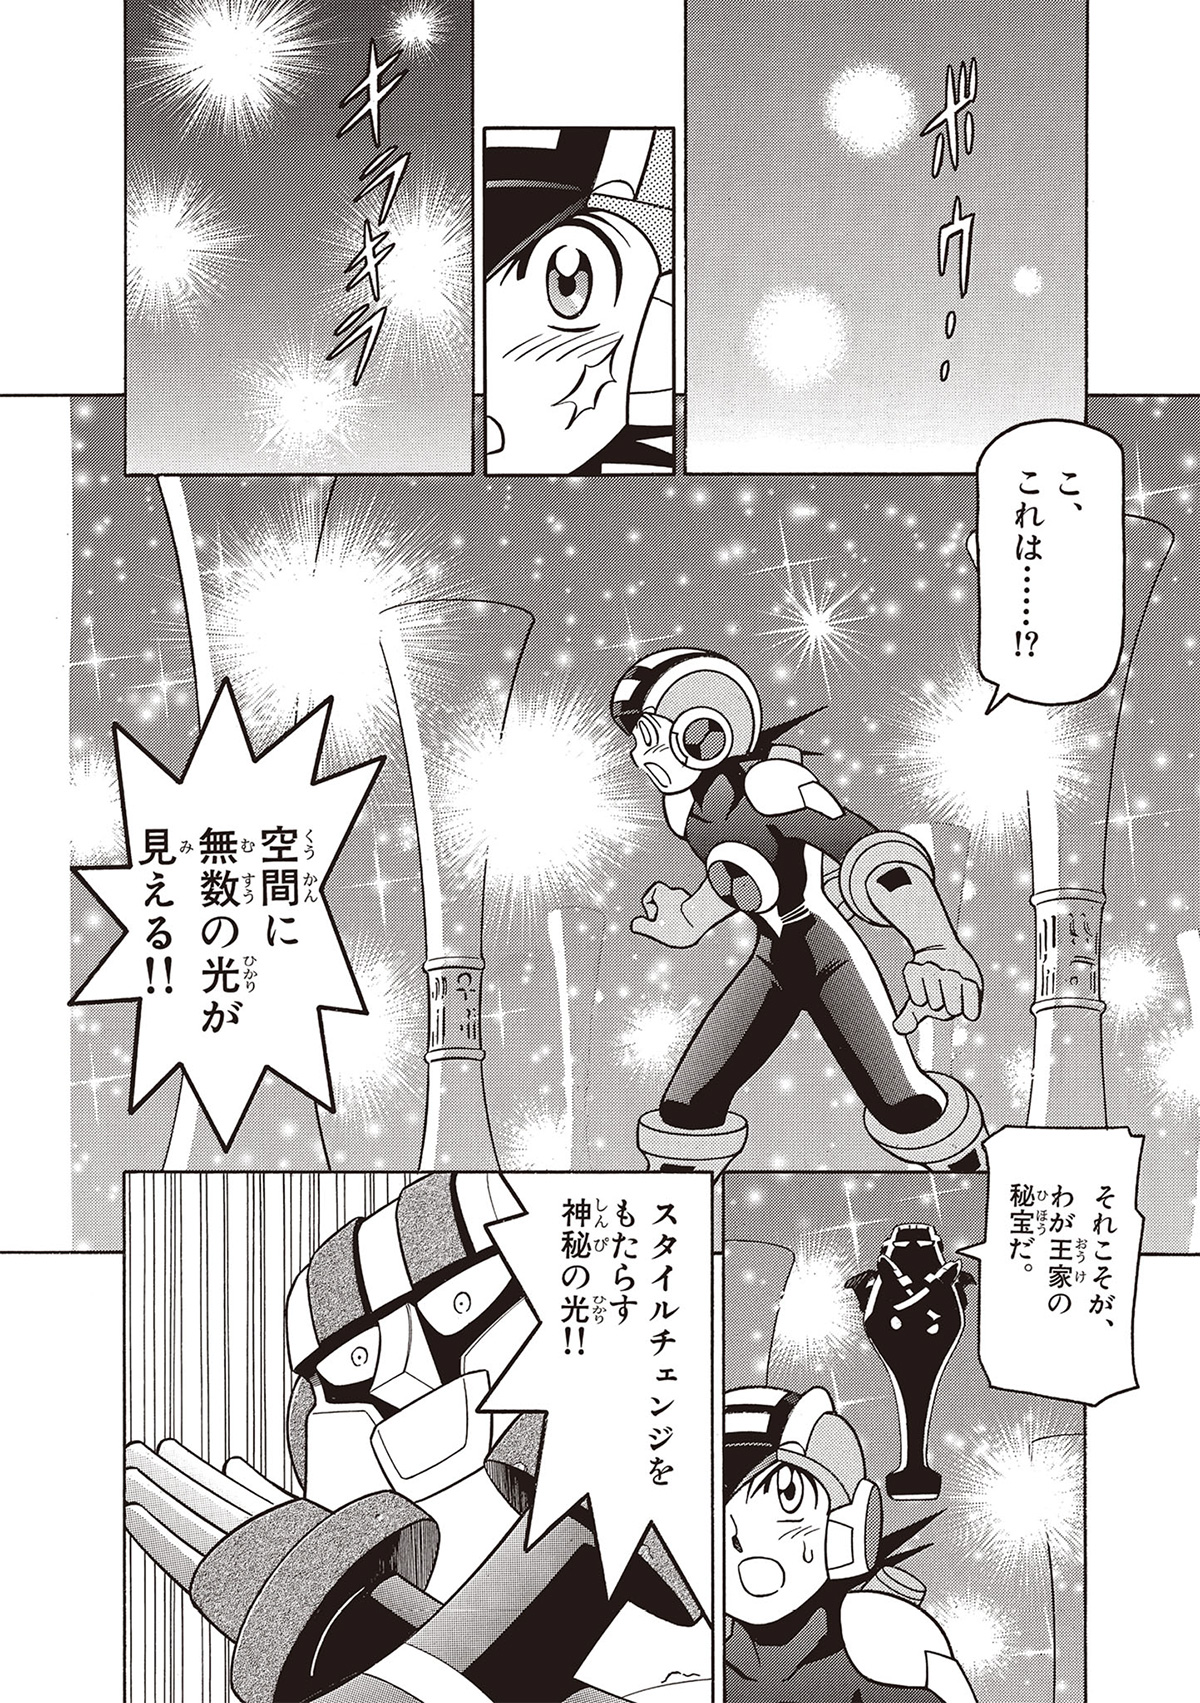 ボウ・・
キラキラ
こ、
これは……!?
空間に
無数の光が
見える!!
それこそが、
わが王家の
秘宝だ。
スタイルチェンジを
もたらす
神秘の光!!